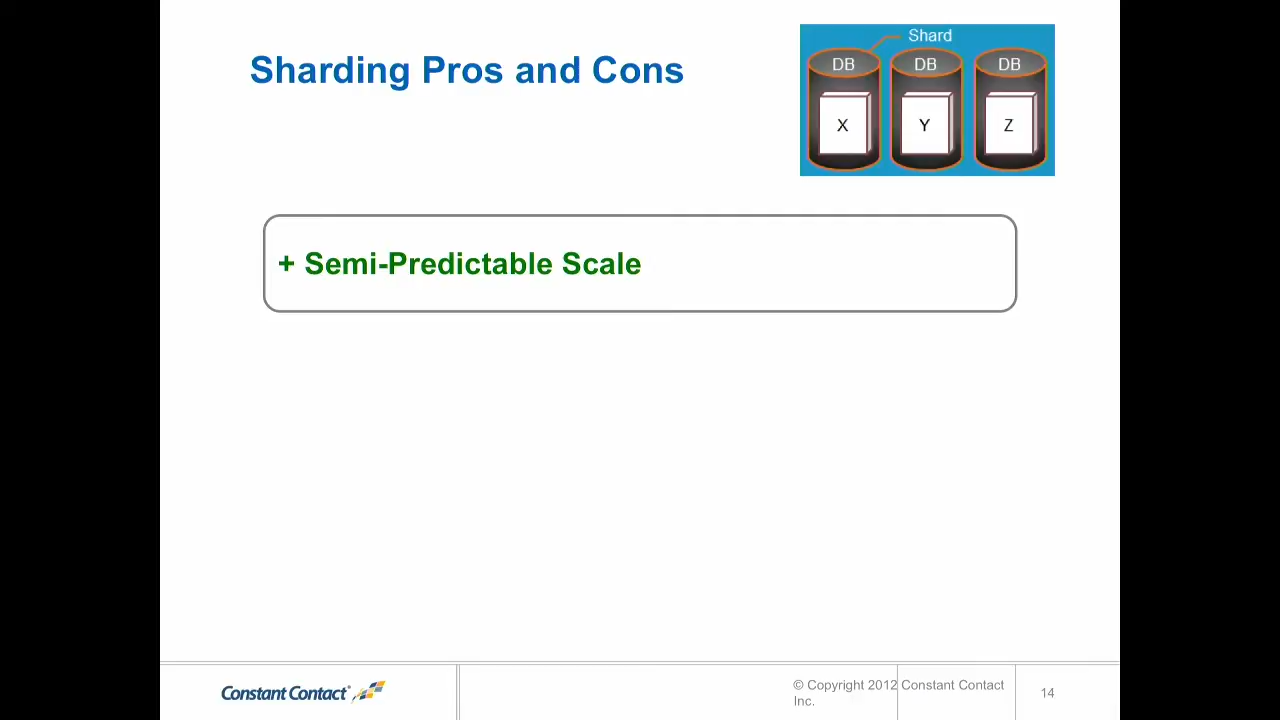 Sharding Pros and Cons
Shard
DB DB DB
X Y Z
+ Semi-Predictable Scale
Constant Contact®
© Copyright 2012 Constant Contact
Inc.
14